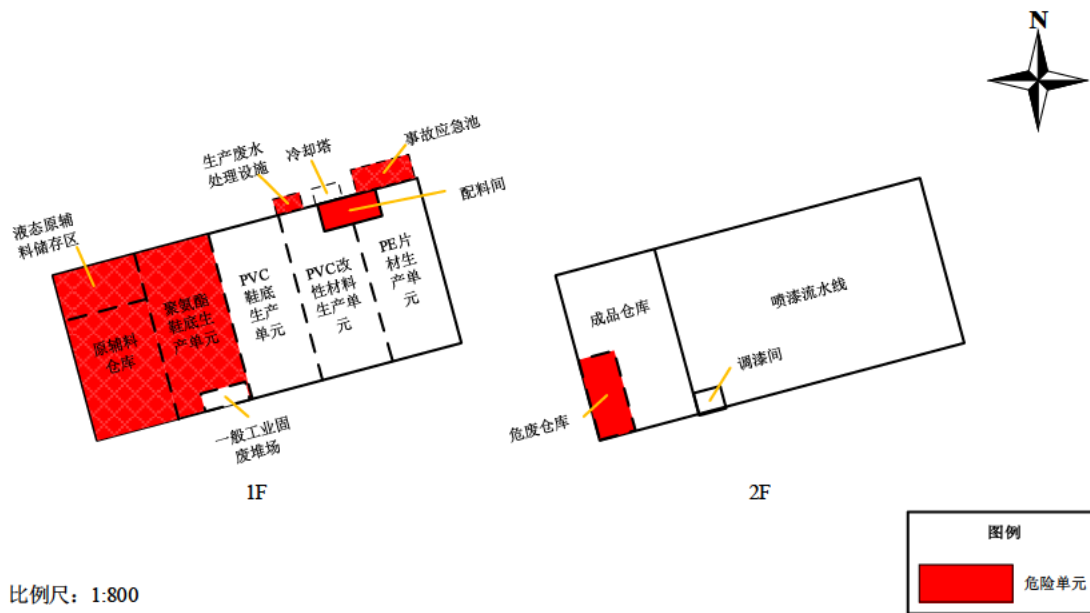 N
事故应急池
冷却塔
生产废水
处理设施
配料间
液态原辅
料储存区
PVC
鞋底
生产
单元
PVC改
性材料
生产单
元
PE片
材生产
单元
聚氨酯
鞋底生
产单元
原辅料
仓库
一般工业固
废堆场
1F
成品仓库
喷漆流水线
调漆间
危废仓库
2F
图例
危险单元
比例尺：1:800